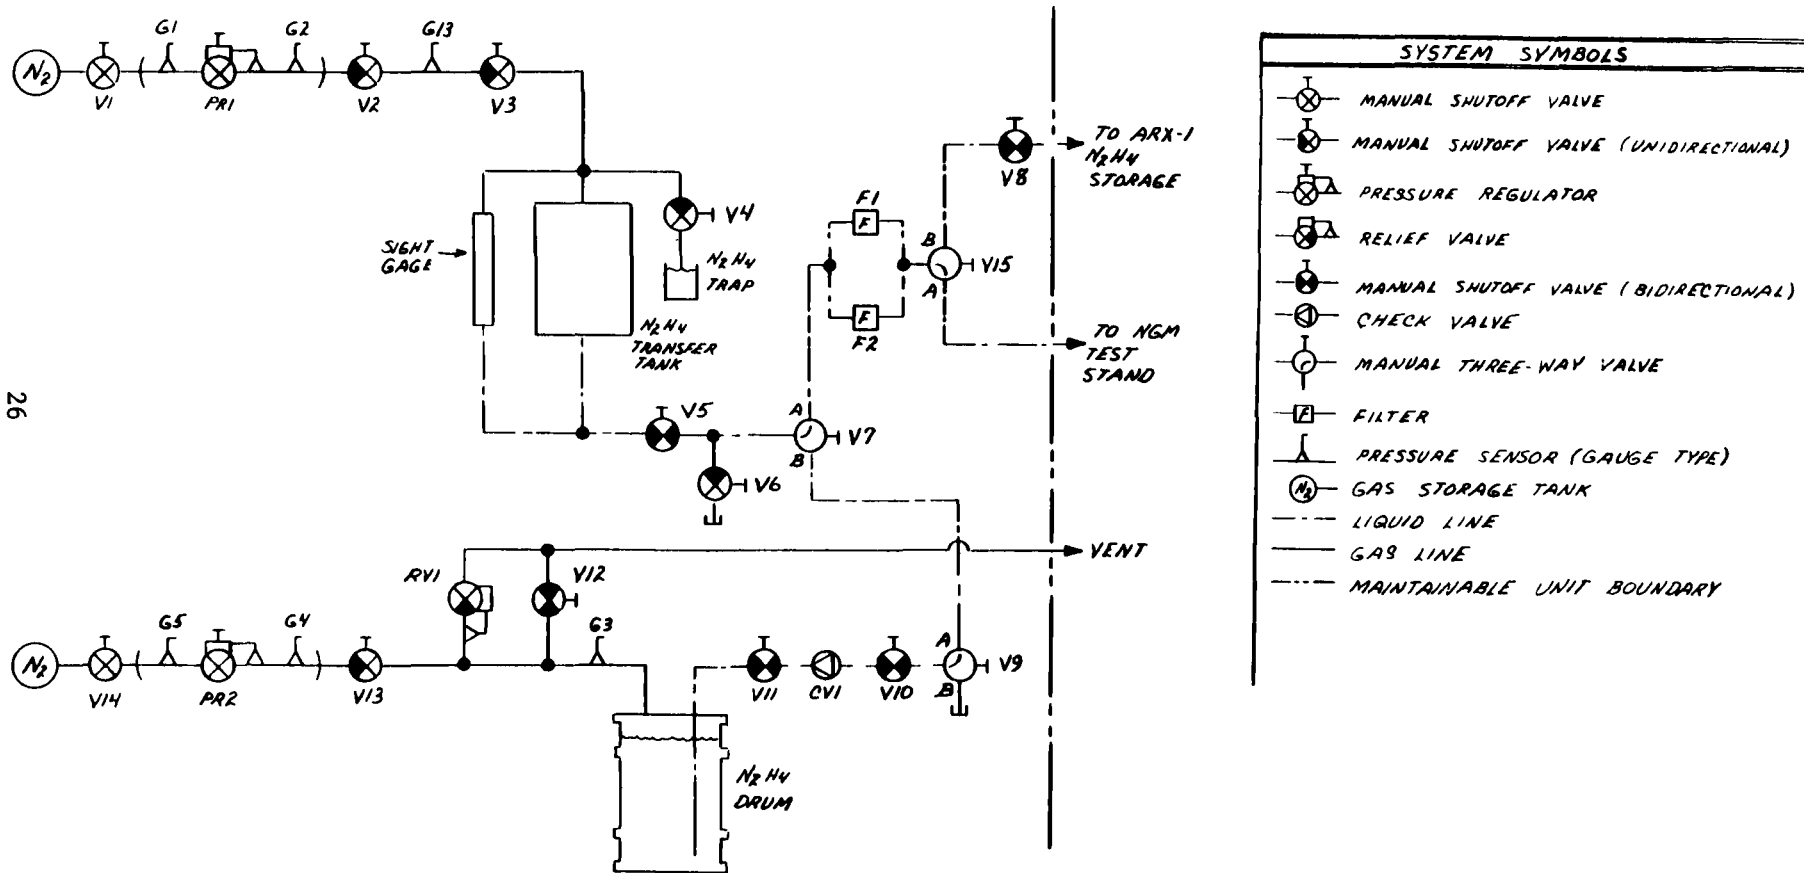 G1
G2
G13
N2
V1
PR1
V2
V3
SIGHT
GAGE
V4
N2H4
TRAP
N2H4
TRANSFER
TANK
F1
F
F
F2
B
A
V15
V8
TO ARX-1
N2H4
STORAGE
TO NGM
TEST
STAND
V5
V6
A
B
V7
26
VENT
RV1
V12
G5
G4
G3
N2
V14
PR2
V13
V11
CV1
V10
A
B
V9
N2H4
DRUM
SYSTEM SYMBOLS
MANUAL SHUTOFF VALVE
MANUAL SHUTOFF VALVE (UNIDIRECTIONAL)
PRESSURE REGULATOR
RELIEF VALVE
MANUAL SHUTOFF VALVE (BIDIRECTIONAL)
CHECK VALVE
MANUAL THREE-WAY VALVE
F FILTER
PRESSURE SENSOR (GAUGE TYPE)
N2 GAS STORAGE TANK
LIQUID LINE
GAS LINE
MAINTAINABLE UNIT BOUNDARY